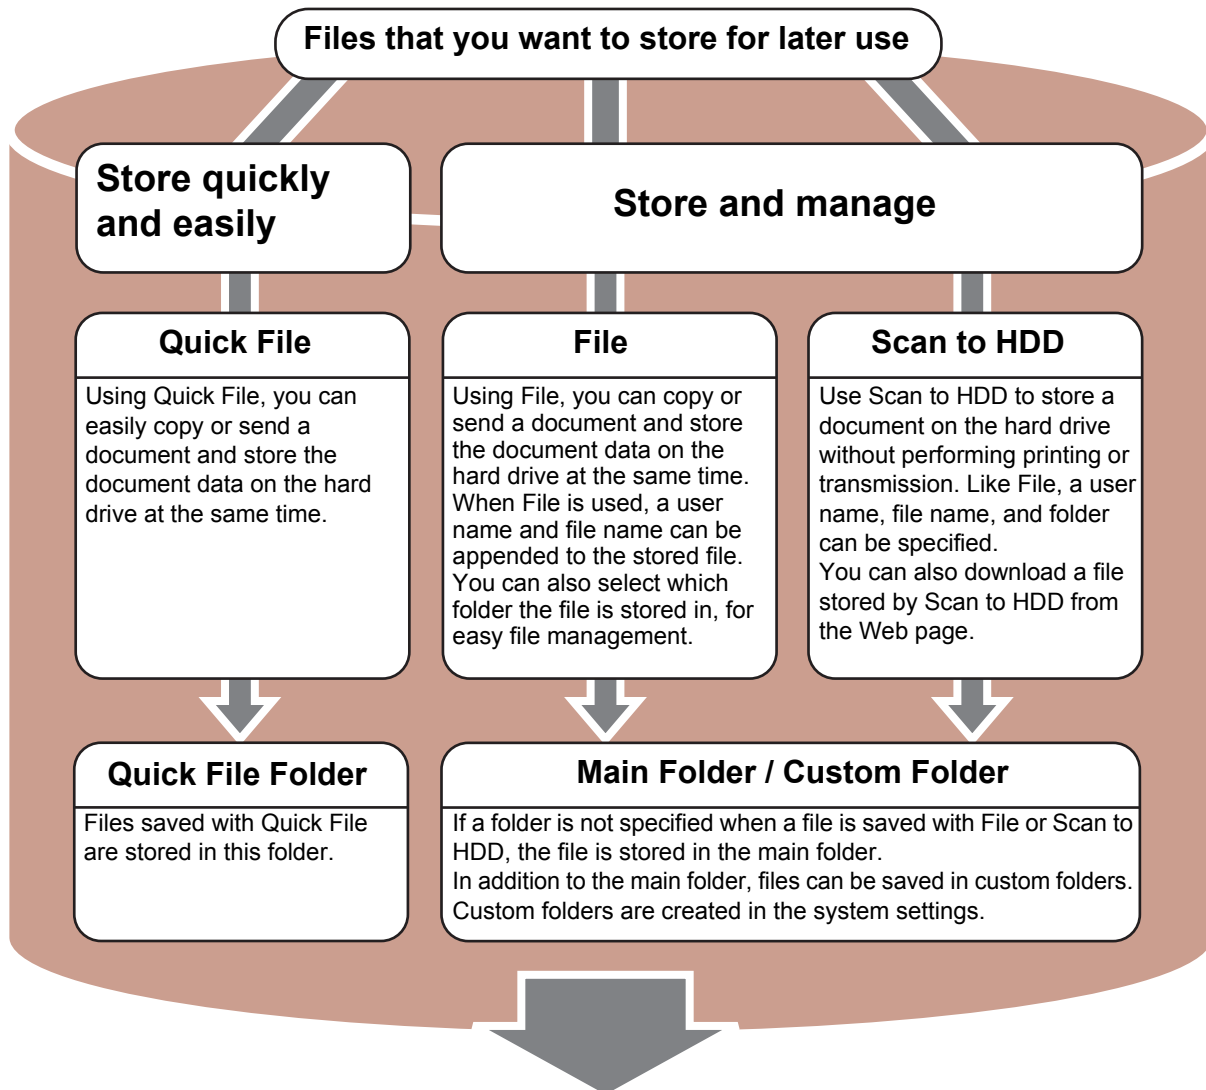 Files that you want to store for later use
Store quickly
and easily
Store and manage
Quick File
Using Quick File, you can
easily copy or send a
document and store the
document data on the hard
drive at the same time.
File
Using File, you can copy or
send a document and store
the document data on the
hard drive at the same time.
When File is used, a user
name and file name can be
appended to the stored file.
You can also select which
folder the file is stored in, for
easy file management.
Scan to HDD
Use Scan to HDD to store a
document on the hard drive
without performing printing or
transmission. Like File, a user
name, file name, and folder
can be specified.
You can also download a file
stored by Scan to HDD from
the Web page.
Quick File Folder
Files saved with Quick File
are stored in this folder.
Main Folder / Custom Folder
If a folder is not specified when a file is saved with File or Scan to
HDD, the file is stored in the main folder.
In addition to the main folder, files can be saved in custom folders.
Custom folders are created in the system settings.